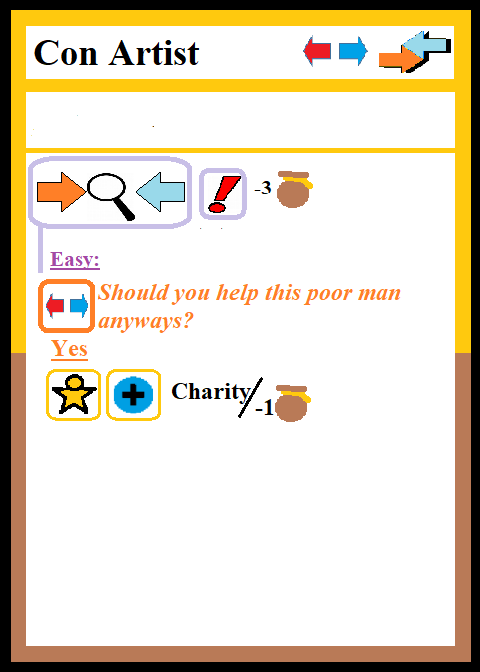 Con Artist
-3
Easy:
Should you help this poor man
anyways?
Yes
Charity/-1